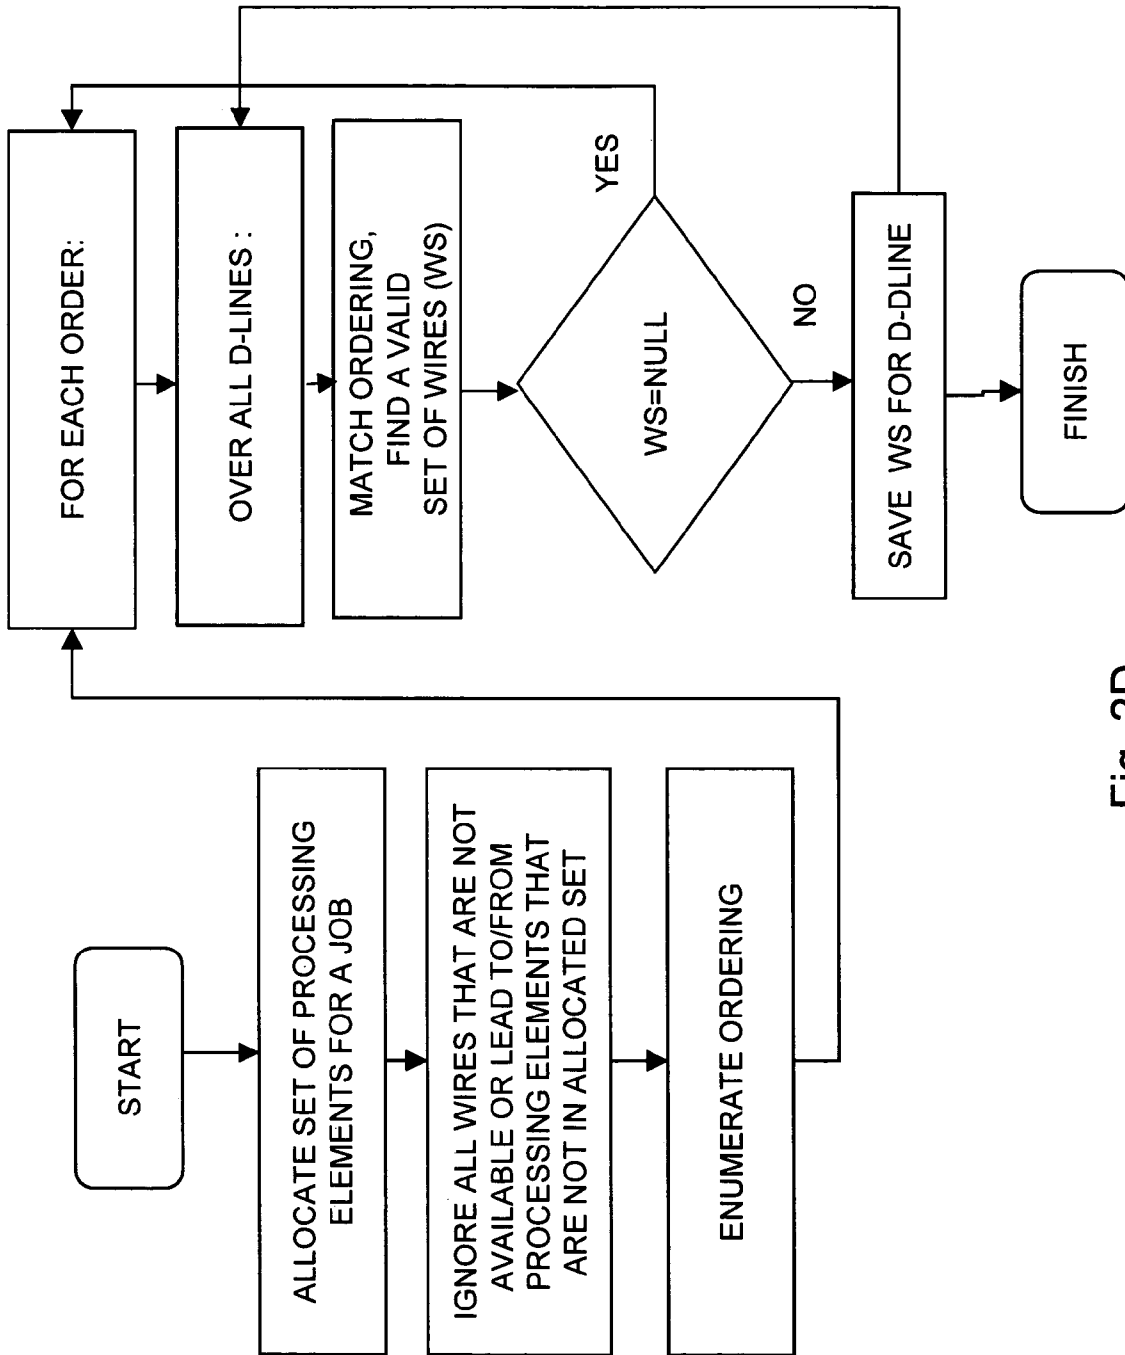 START
ALLOCATE SET OF PROCESSING
ELEMENTS FOR A JOB
IGNORE ALL WIRES THAT ARE NOT
AVAILABLE OR LEAD TO/FROM
PROCESSING ELEMENTS THAT
ARE NOT IN ALLOCATED SET
ENUMERATE ORDERING
FOR EACH ORDER:
OVER ALL D-LINES :
MATCH ORDERING,
FIND A VALID
SET OF WIRES (WS)
WS=NULL
YES
NO
SAVE WS FOR D-DLINE
FINISH